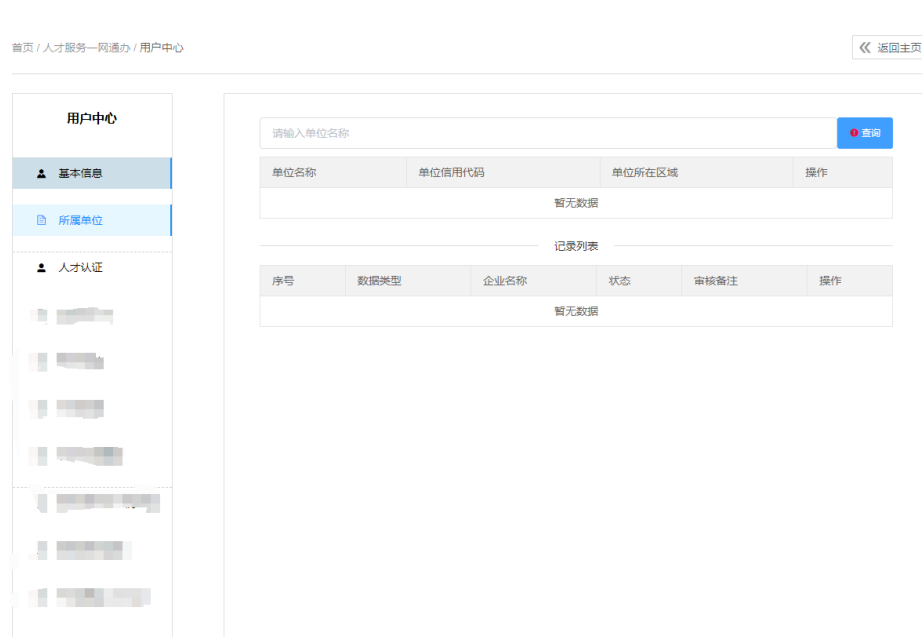 首页 / 人才服务一网通办 / 用户中心
返回主页
用户中心
基本信息
所属单位
人才认证
请输入单位名称
查询
单位名称 单位信用代码 单位所在区域 操作
暂无数据
记录列表
序号 数据类型 企业名称 状态 审核备注 操作
暂无数据